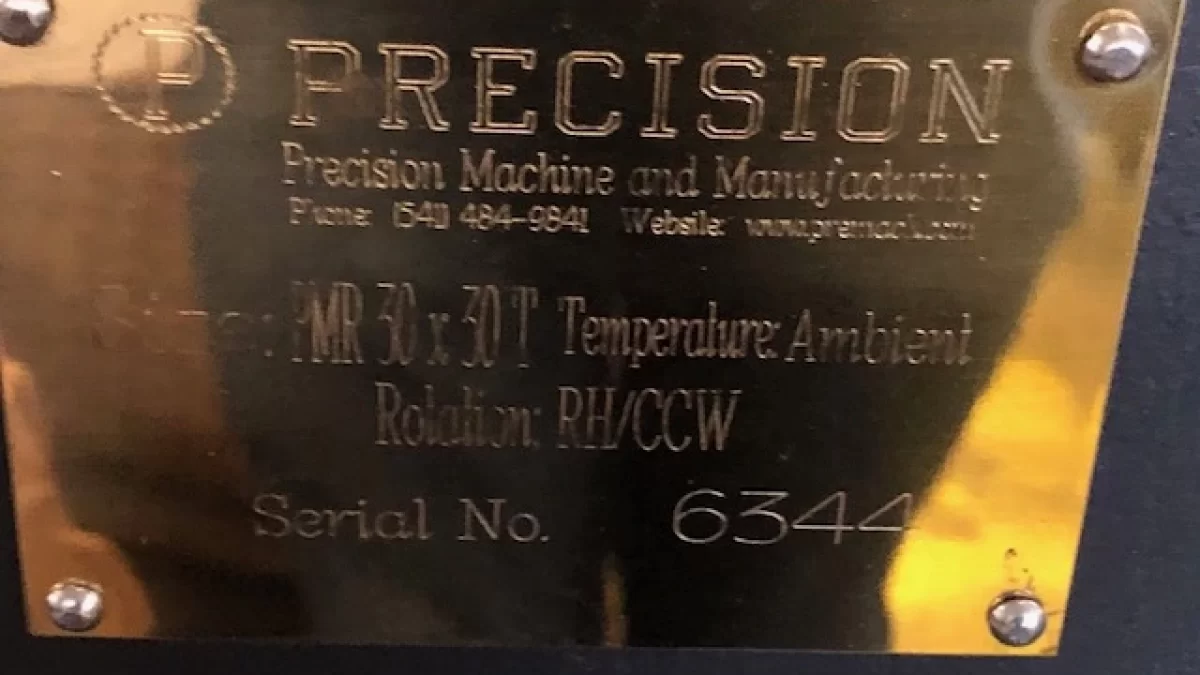 P PRECISION
Precision Machine and Manufacturing
Phone: (541) 484-9841 Website: www.premach.com
Size: PMR 30 x 30 T Temperature: Ambient
Rotation: RH/CCW
Serial No. 6344